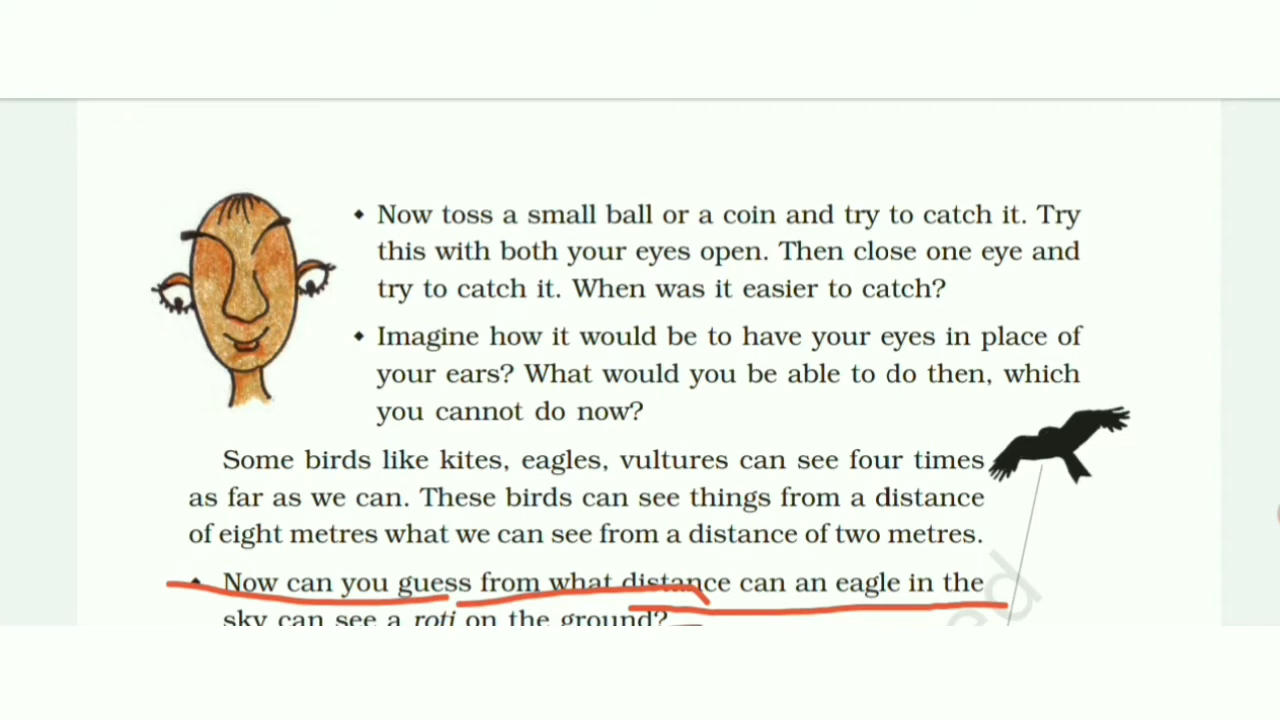 Now toss a small ball or a coin and try to catch it. Try
this with both your eyes open. Then close one eye and
try to catch it. When was it easier to catch?
Imagine how it would be to have your eyes in place of
your ears? What would you be able to do then, which
you cannot do now?
Some birds like kites, eagles, vultures can see four times
as far as we can. These birds can see things from a distance
of eight metres what we can see from a distance of two metres.
Now can you guess from what distance can an eagle in the
sky can see a roti on the ground?